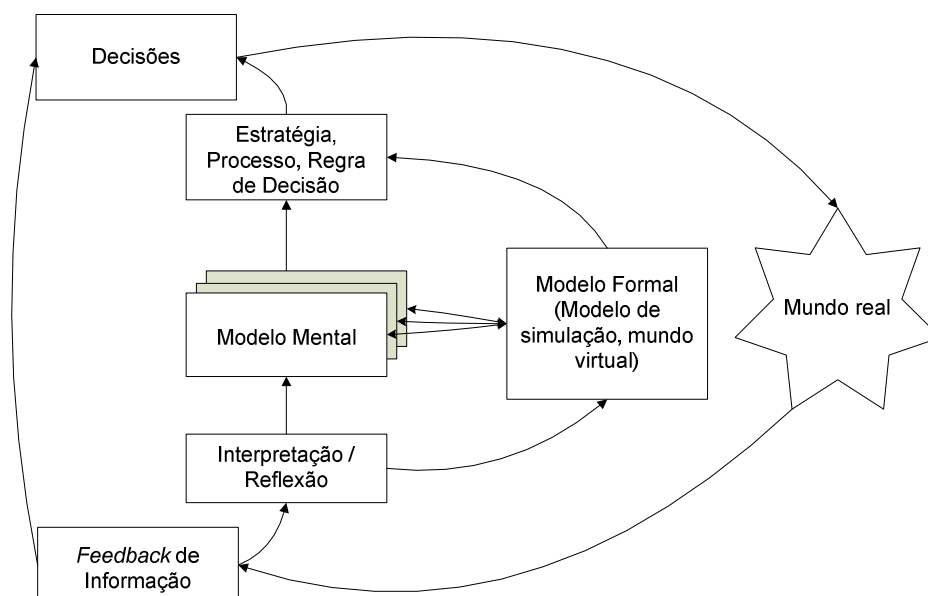 Decisões
Estratégia,
Processo, Regra
de Decisão
Modelo Formal
(Modelo de
simulação, mundo
virtual)
Mundo real
Modelo Mental
Interpretação /
Reflexão
Feedback de
Informação